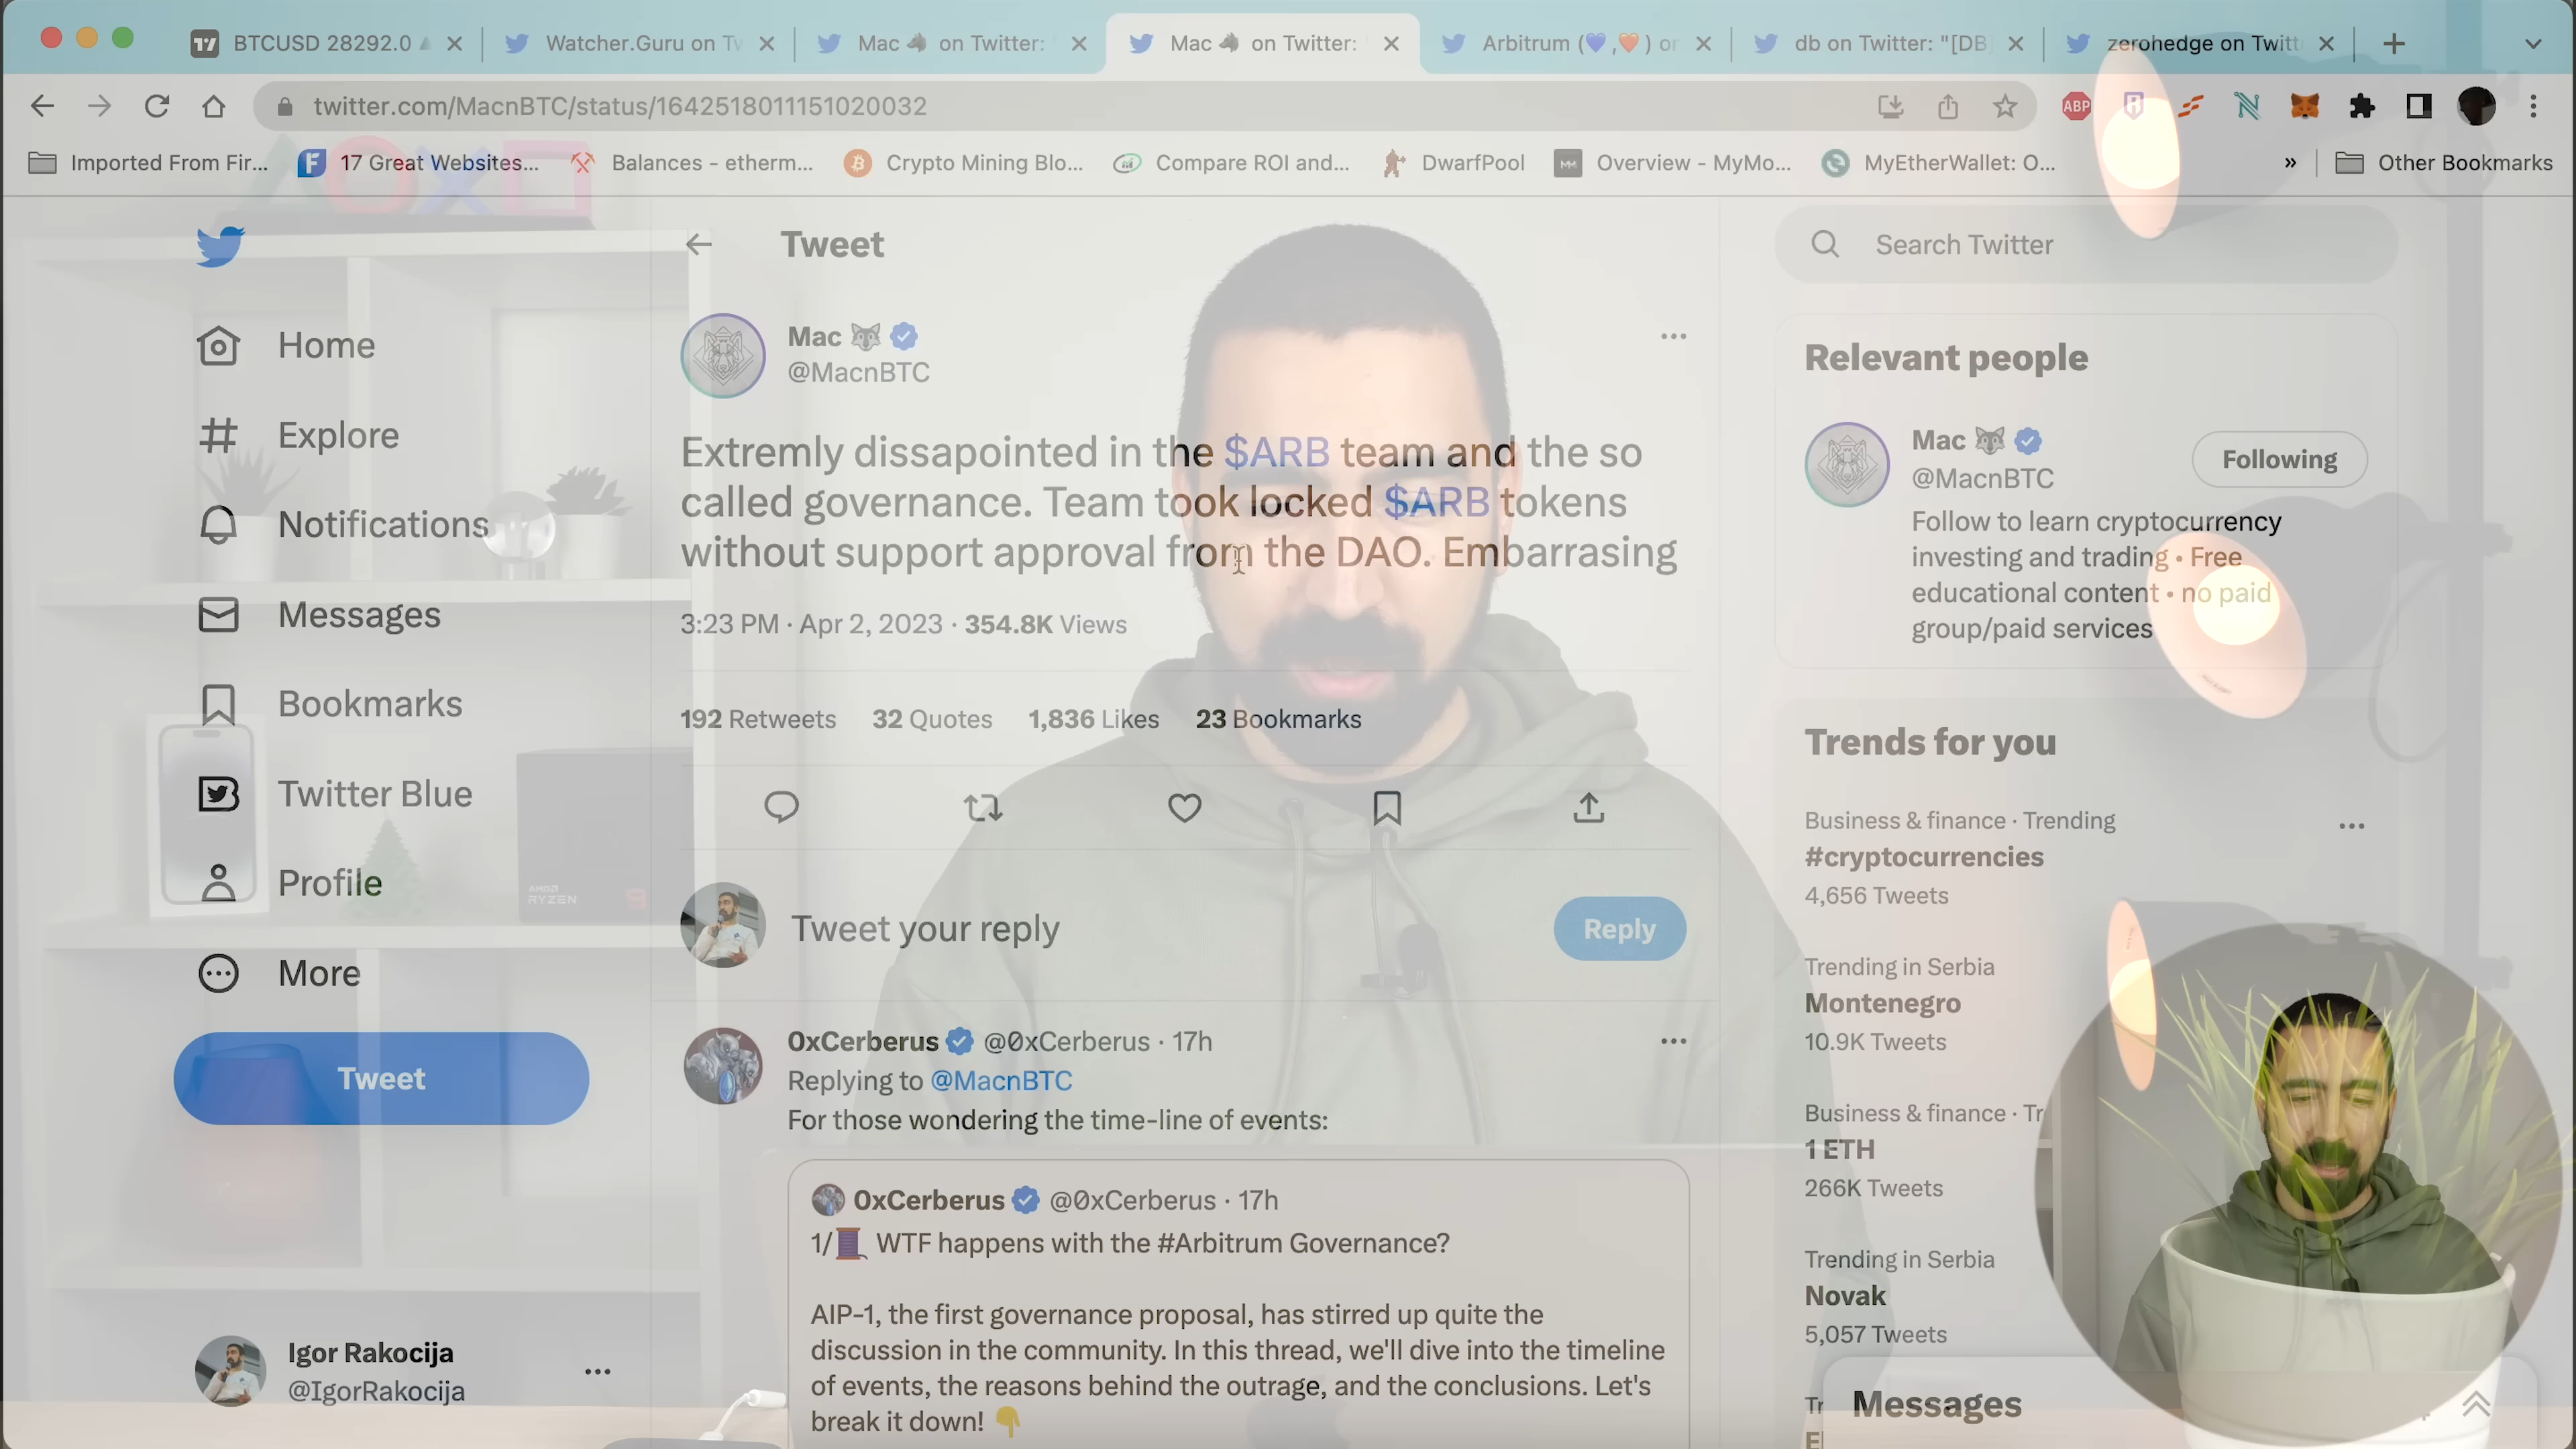 BTCUSD 28292.0
Watcher.Guru on Tw
Mac 🐺 on Twitter:
Mac 🐺 on Twitter:
Arbitrum (💙,🧡) or
db on Twitter: "[DB
zerohedge on Twitt
twitter.com/MacnBTC/status/1642518011151020032
ABP
Imported From Fir...
17 Great Websites...
Balances - etherm...
Crypto Mining Blo...
Compare ROI and...
DwarfPool
Overview - MyMo...
MyEtherWallet: O...
»
Other Bookmarks
Home
Explore
Notifications
Messages
Bookmarks
Twitter Blue
Profile
More
Tweet
AMD
RYZEN
Igor Rakocija
@IgorRakocija
Tweet
Mac 🐺
@MacnBTC
Extremly dissapointed in the $ARB team and the so
called governance. Team took locked $ARB tokens
without support approval from the DAO. Embarrasing
3:23 PM · Apr 2, 2023 · 354.8K Views
192 Retweets 32 Quotes 1,836 Likes 23 Bookmarks
Tweet your reply
Reply
0xCerberus @0xCerberus · 17h
Replying to @MacnBTC
For those wondering the time-line of events:
0xCerberus @0xCerberus · 17h
1/🧵 WTF happens with the #Arbitrum Governance?
AIP-1, the first governance proposal, has stirred up quite the
discussion in the community. In this thread, we'll dive into the timeline
of events, the reasons behind the outrage, and the conclusions. Let's
break it down! 👇
Search Twitter
Relevant people
Mac 🐺
@MacnBTC
Following
Follow to learn cryptocurrency
investing and trading • Free
educational content • no paid
group/paid services
Trends for you
Business & finance · Trending
#cryptocurrencies
4,656 Tweets
Trending in Serbia
Montenegro
10.9K Tweets
Business & finance · Tr
1 ETH
266K Tweets
Trending in Serbia
Novak
5,057 Tweets
Tr
Messages